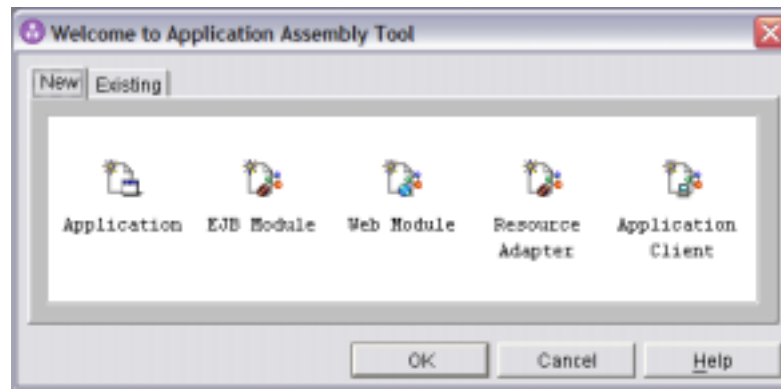 Welcome to Application Assembly Tool
New Existing
Application EJB Module Web Module Resource Adapter Application Client
OK Cancel Help